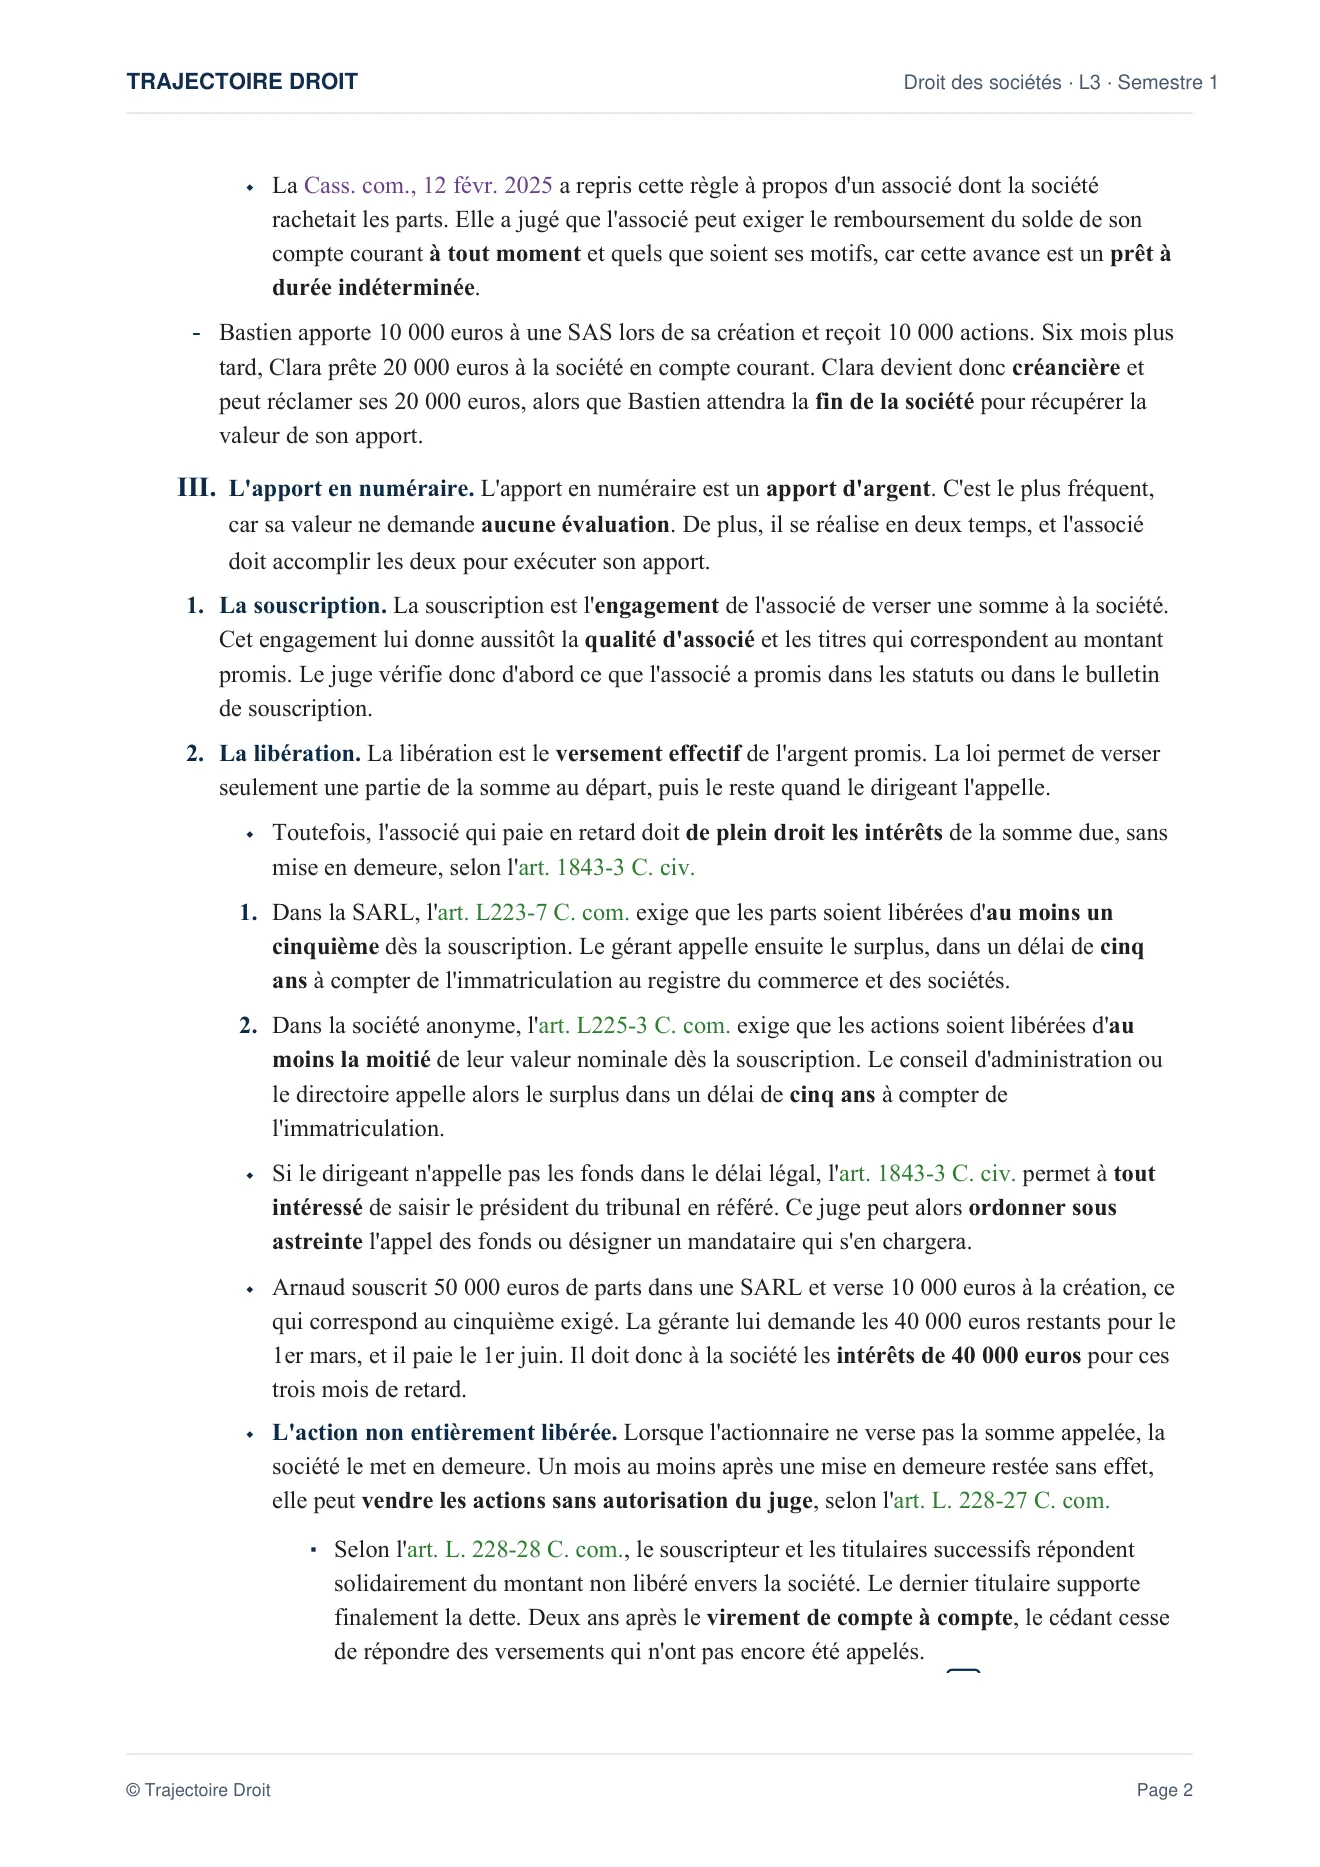 TRAJECTOIRE DROIT
Droit des sociétés · L3 · Semestre 1
⬩ La Cass. com., 12 févr. 2025 a repris cette règle à propos d'un associé dont la société
rachetait les parts. Elle a jugé que l'associé peut exiger le remboursement du solde de son
compte courant à tout moment et quels que soient ses motifs, car cette avance est un prêt à
durée indéterminée.
- Bastien apporte 10 000 euros à une SAS lors de sa création et reçoit 10 000 actions. Six mois plus
tard, Clara prête 20 000 euros à la société en compte courant. Clara devient donc créancière et
peut réclamer ses 20 000 euros, alors que Bastien attendra la fin de la société pour récupérer la
valeur de son apport.
III. L'apport en numéraire. L'apport en numéraire est un apport d'argent. C'est le plus fréquent,
car sa valeur ne demande aucune évaluation. De plus, il se réalise en deux temps, et l'associé
doit accomplir les deux pour exécuter son apport.
1. La souscription. La souscription est l'engagement de l'associé de verser une somme à la société.
Cet engagement lui donne aussitôt la qualité d'associé et les titres qui correspondent au montant
promis. Le juge vérifie donc d'abord ce que l'associé a promis dans les statuts ou dans le bulletin
de souscription.
2. La libération. La libération est le versement effectif de l'argent promis. La loi permet de verser
seulement une partie de la somme au départ, puis le reste quand le dirigeant l'appelle.
⬩ Toutefois, l'associé qui paie en retard doit de plein droit les intérêts de la somme due, sans
mise en demeure, selon l'art. 1843-3 C. civ.
1. Dans la SARL, l'art. L223-7 C. com. exige que les parts soient libérées d'au moins un
cinquième dès la souscription. Le gérant appelle ensuite le surplus, dans un délai de cinq
ans à compter de l'immatriculation au registre du commerce et des sociétés.
2. Dans la société anonyme, l'art. L225-3 C. com. exige que les actions soient libérées d'au
moins la moitié de leur valeur nominale dès la souscription. Le conseil d'administration ou
le directoire appelle alors le surplus dans un délai de cinq ans à compter de
l'immatriculation.
⬩ Si le dirigeant n'appelle pas les fonds dans le délai légal, l'art. 1843-3 C. civ. permet à tout
intéressé de saisir le président du tribunal en référé. Ce juge peut alors ordonner sous
astreinte l'appel des fonds ou désigner un mandataire qui s'en chargera.
⬩ Arnaud souscrit 50 000 euros de parts dans une SARL et verse 10 000 euros à la création, ce
qui correspond au cinquième exigé. La gérante lui demande les 40 000 euros restants pour le
1er mars, et il paie le 1er juin. Il doit donc à la société les intérêts de 40 000 euros pour ces
trois mois de retard.
⬩ L'action non entièrement libérée. Lorsque l'actionnaire ne verse pas la somme appelée, la
société le met en demeure. Un mois au moins après une mise en demeure restée sans effet,
elle peut vendre les actions sans autorisation du juge, selon l'art. L. 228-27 C. com.
▪ Selon l'art. L. 228-28 C. com., le souscripteur et les titulaires successifs répondent
solidairement du montant non libéré envers la société. Le dernier titulaire supporte
finalement la dette. Deux ans après le virement de compte à compte, le cédant cesse
de répondre des versements qui n'ont pas encore été appelés.
© Trajectoire Droit
Page 2